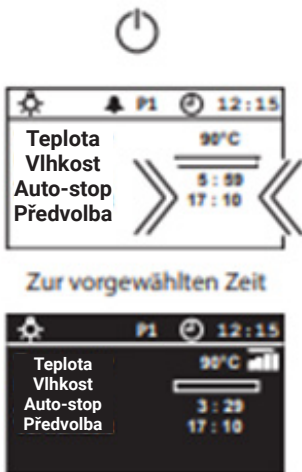 P1 12:15
Teplota 90°C
Vlhkost
Auto-stop 5:59
Předvolba 17:10
Zur vorgewählten Zeit
P1 12:15
Teplota 90°C
Vlhkost
Auto-stop 3:29
Předvolba 17:10